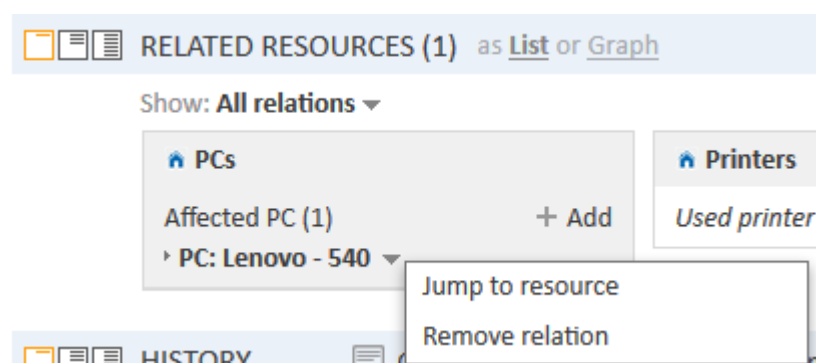 RELATED RESOURCES (1) as List or Graph
Show: All relations
PCs
Affected PC (1) + Add
PC: Lenovo - 540
Jump to resource
Remove relation
Printers
Used printer
HISTORY